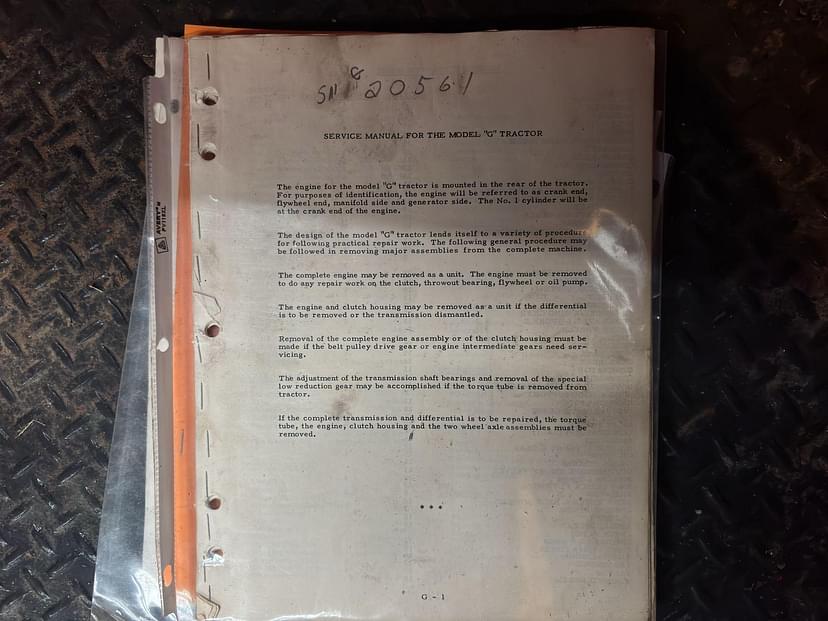 SN G 20561
SERVICE MANUAL FOR THE MODEL "G" TRACTOR
The engine for the model "G" tractor is mounted in the rear of the tractor.
For purposes of identification, the engine will be referred to as crank end,
flywheel end, manifold side and generator side. The No. 1 cylinder will be
at the crank end of the engine.
The design of the model "G" tractor lends itself to a variety of procedure
for following practical repair work. The following general procedure may
be followed in removing major assemblies from the complete machine.
The complete engine may be removed as a unit. The engine must be removed
to do any repair work on the clutch, throwout bearing, flywheel or oil pump.
The engine and clutch housing may be removed as a unit if the differential
is to be removed or the transmission dismantled.
Removal of the complete engine assembly or of the clutch housing must be
made if the belt pulley drive gear or engine intermediate gears need ser-
vicing.
The adjustment of the transmission shaft bearings and removal of the special
low reduction gear may be accomplished if the torque tube is removed from
tractor.
If the complete transmission and differential is to be repaired, the torque
tube, the engine, clutch housing and the two wheel axle assemblies must be
removed.
***
G - 1
AVERY